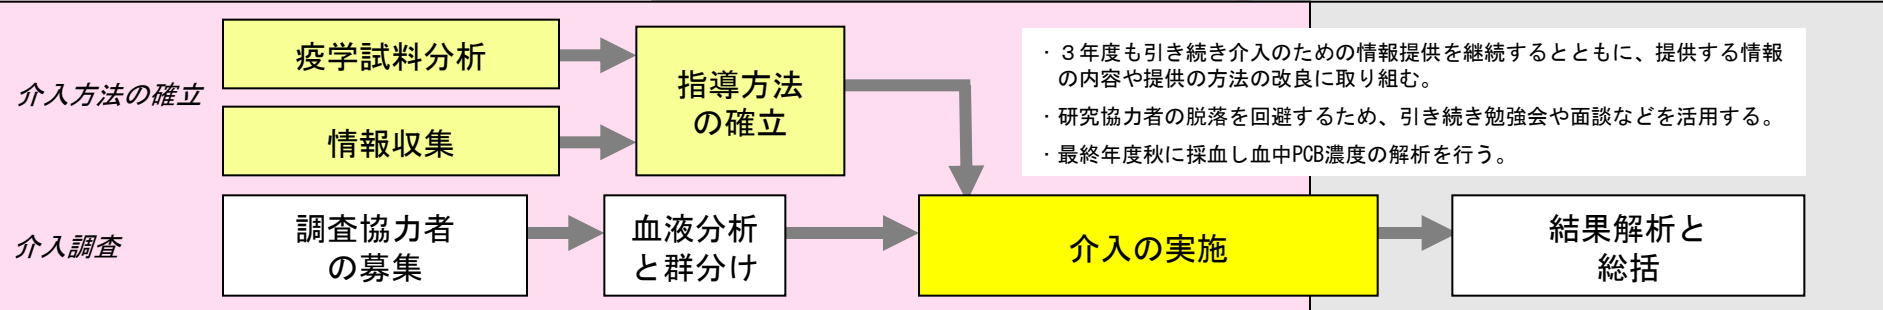 介入方法の確立
疫学試料分析
情報収集
指導方法
の確立
・３年度も引き続き介入のための情報提供を継続するとともに、提供する情報
の内容や提供の方法の改良に取り組む。
・研究協力者の脱落を回避するため、引き続き勉強会や面談などを活用する。
・最終年度秋に採血し血中PCB濃度の解析を行う。
介入調査
調査協力者
の募集
血液分析
と群分け
介入の実施
結果解析と
総括